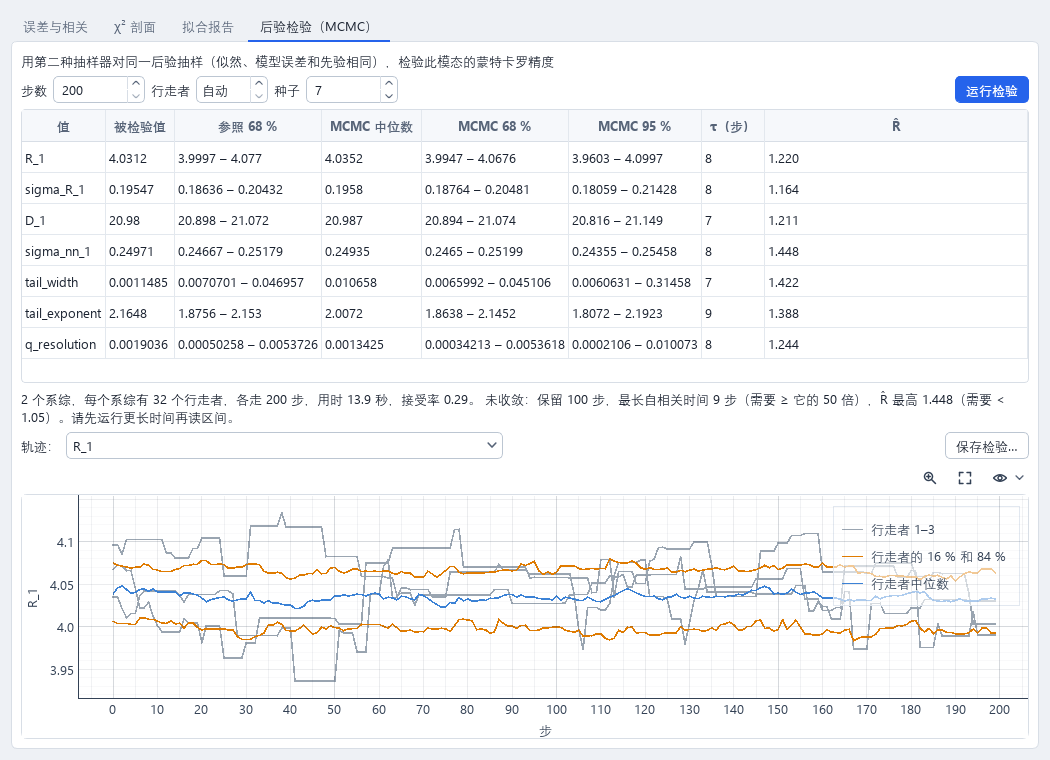 误差与相关 χ² 剖面 拟合报告 后验检验（MCMC）
用第二种抽样器对同一后验抽样（似然、模型误差和先验相同），检验此模态的蒙特卡罗精度
步数 200 行走者 自动 种子 7 运行检验
值 被检验值 参照 68 % MCMC 中位数 MCMC 68 % MCMC 95 % τ（步） R̂
R_1 4.0312 3.9997 – 4.077 4.0352 3.9947 – 4.0676 3.9603 – 4.0997 8 1.220
sigma_R_1 0.19547 0.18636 – 0.20432 0.1958 0.18764 – 0.20481 0.18059 – 0.21428 8 1.164
D_1 20.98 20.898 – 21.072 20.987 20.894 – 21.074 20.816 – 21.149 7 1.211
sigma_nn_1 0.24971 0.24667 – 0.25179 0.24935 0.2465 – 0.25199 0.24355 – 0.25458 8 1.448
tail_width 0.0011485 0.0070701 – 0.046957 0.010658 0.0065992 – 0.045106 0.0060631 – 0.31458 7 1.422
tail_exponent 2.1648 1.8756 – 2.153 2.0072 1.8638 – 2.1452 1.8072 – 2.1923 9 1.388
q_resolution 0.0019036 0.00050258 – 0.0053726 0.0013425 0.00034213 – 0.0053618 0.0002106 – 0.010073 8 1.244
2 个系综，每个系综有 32 个行走者，各走 200 步，用时 13.9 秒，接受率 0.29。 未收敛：保留 100 步，最长自相关时间 9 步（需要 ≥ 它的 50 倍），R̂ 最高 1.448（需要 <
1.05）。请先运行更长时间再读区间。
轨迹： R_1 保存检验...
行走者 1–3
行走者的 16 % 和 84 %
行走者中位数
R_1
4.1
4.05
4.0
3.95
0 10 20 30 40 50 60 70 80 90 100 110 120 130 140 150 160 170 180 190 200
步